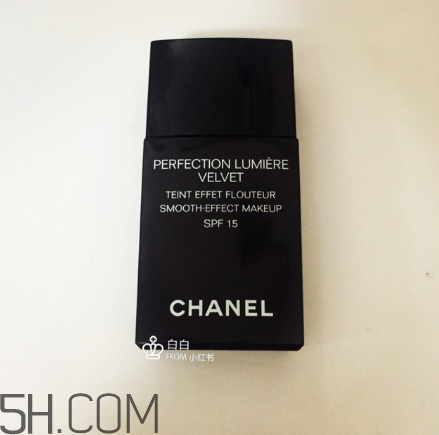 PERFECTION LUMIÈRE
VELVET
TEINT EFFET FLOUTEUR
SMOOTH-EFFECT MAKEUP
SPF 15
CHANEL
白白
FROM 小红书
5H.COM